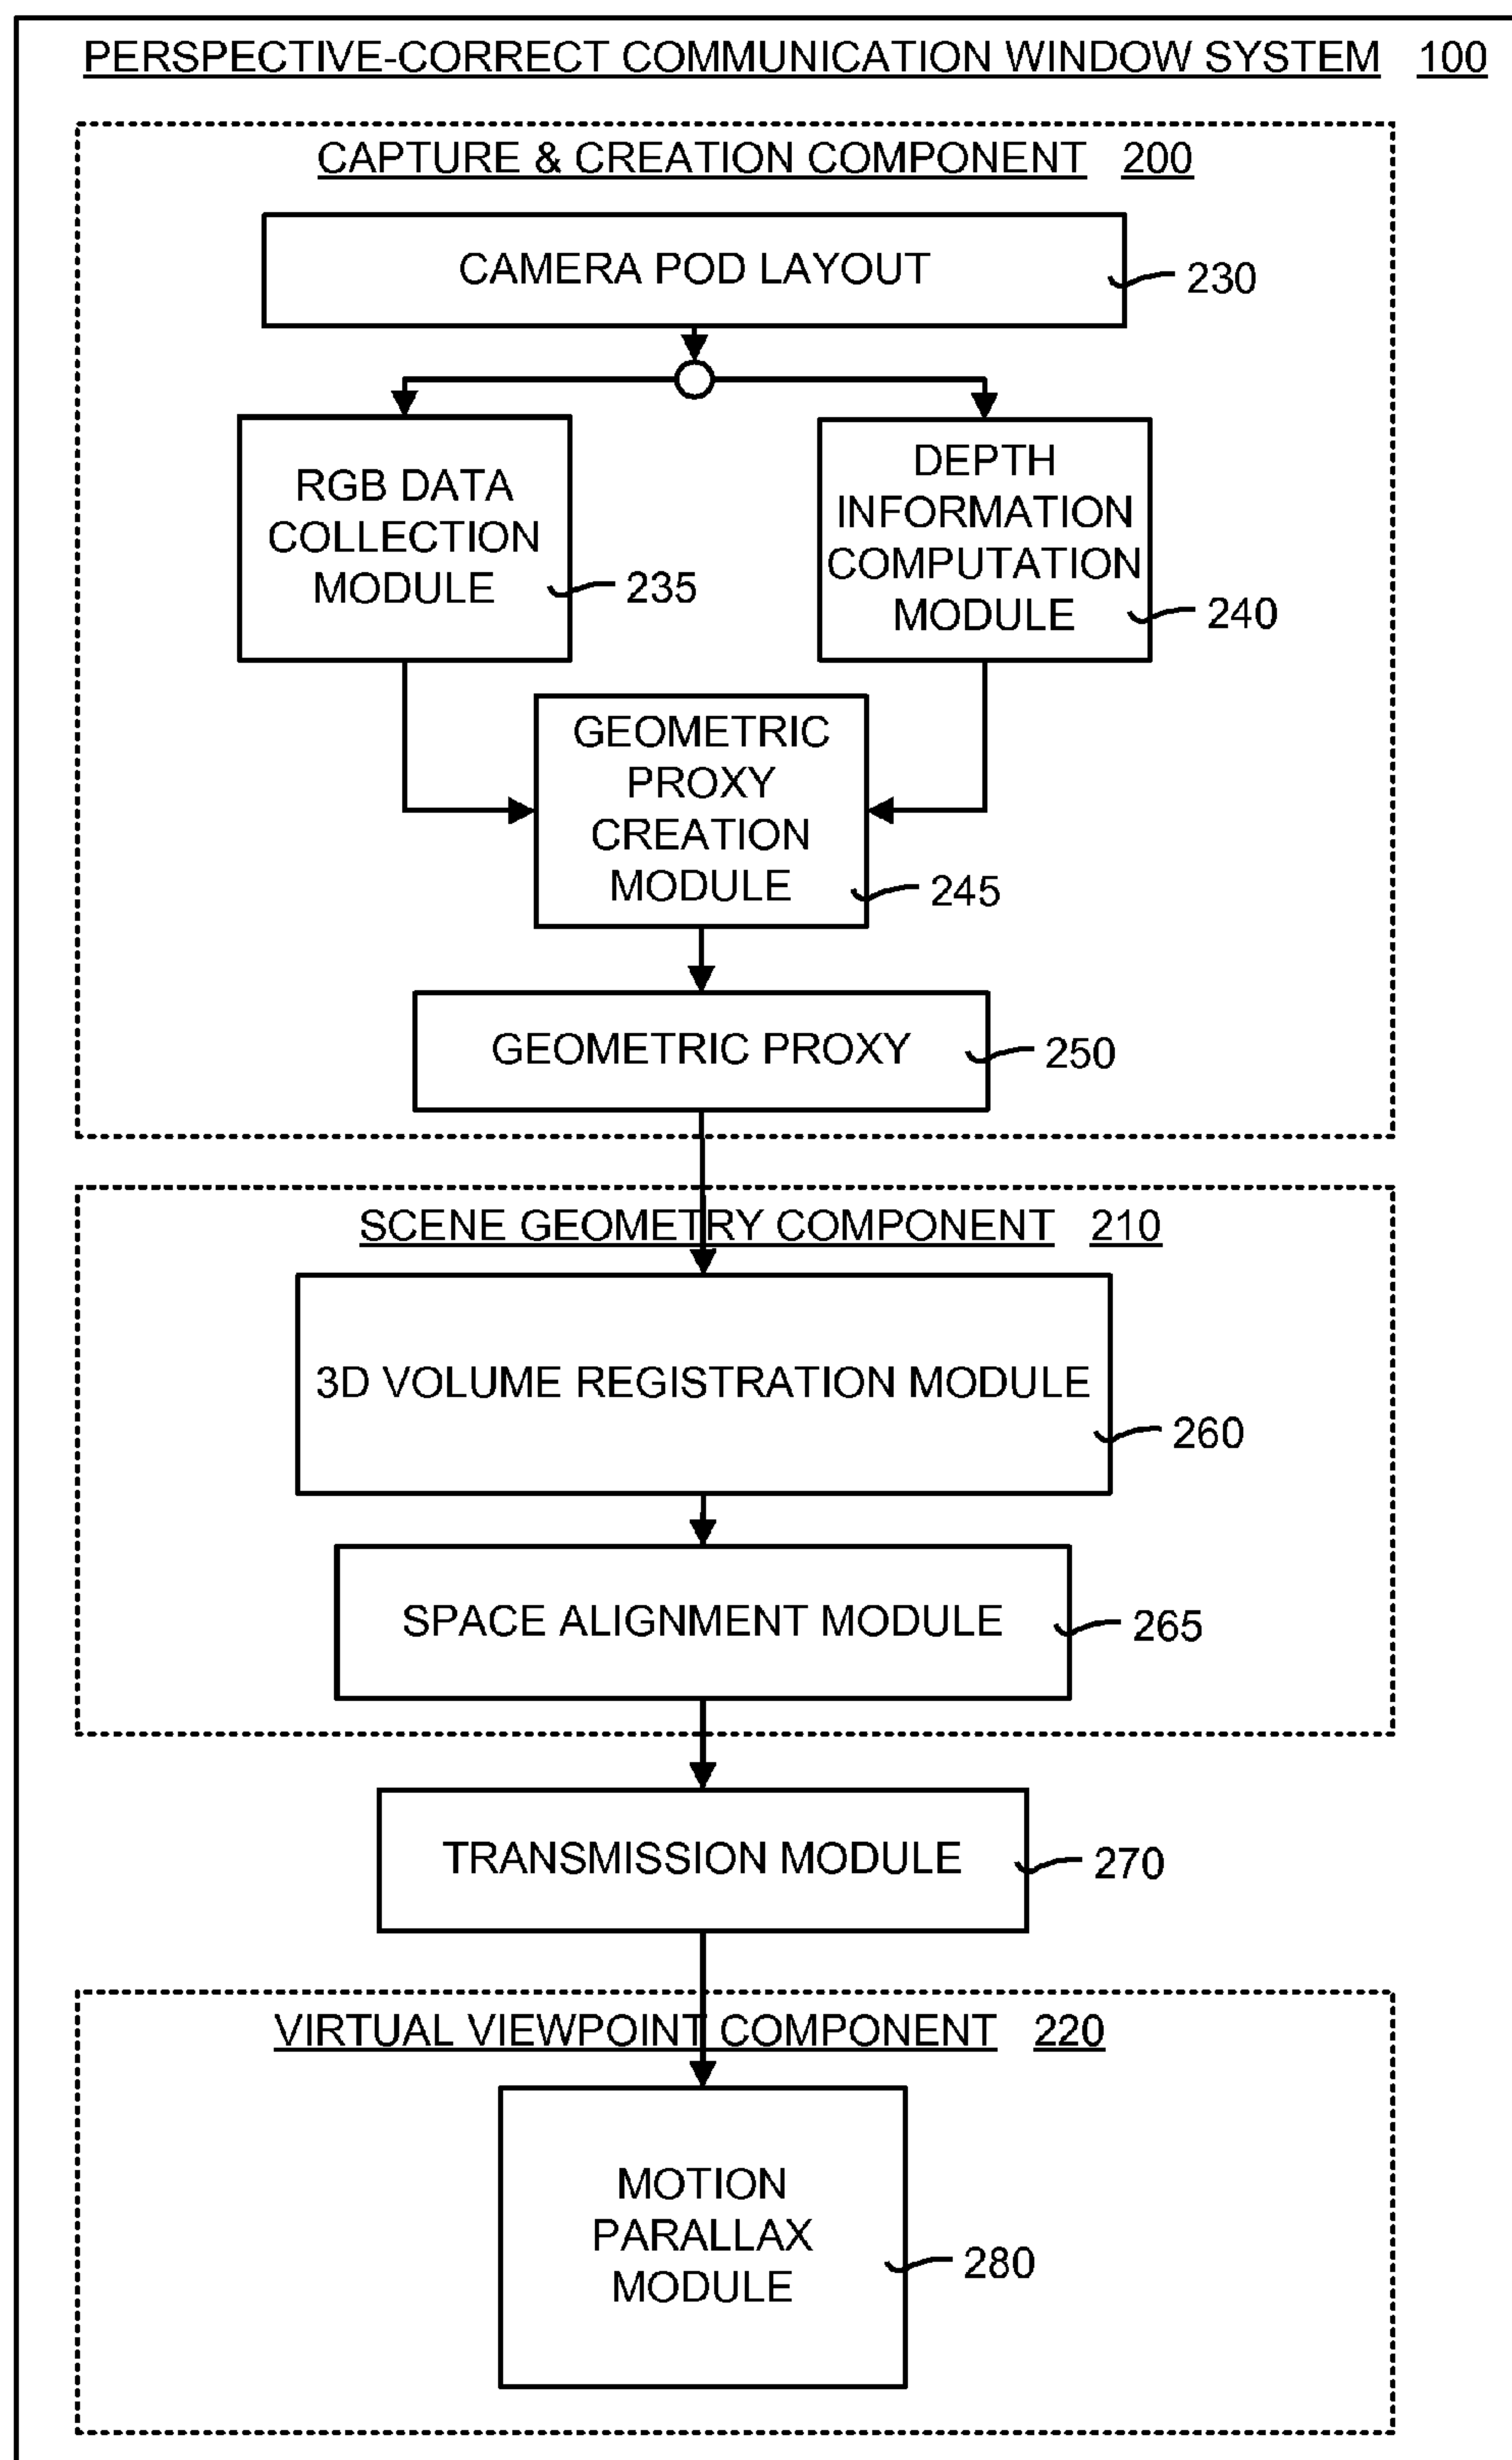 PERSPECTIVE-CORRECT COMMUNICATION WINDOW SYSTEM 100
CAPTURE & CREATION COMPONENT 200
CAMERA POD LAYOUT
230
RGB DATA
COLLECTION
MODULE
235
DEPTH
INFORMATION
COMPUTATION
MODULE
240
GEOMETRIC
PROXY
CREATION
MODULE
245
GEOMETRIC PROXY
250
SCENE GEOMETRY COMPONENT 210
3D VOLUME REGISTRATION MODULE
260
SPACE ALIGNMENT MODULE
265
TRANSMISSION MODULE
270
VIRTUAL VIEWPOINT COMPONENT 220
MOTION
PARALLAX
MODULE
280